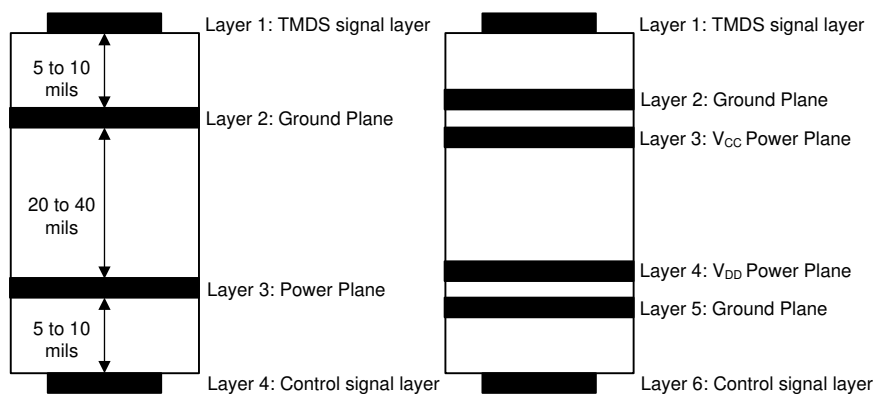 Layer 1: TMDS signal layer
5 to 10
mils
Layer 2: Ground Plane
20 to 40
mils
Layer 3: Power Plane
5 to 10
mils
Layer 4: Control signal layer
Layer 1: TMDS signal layer
Layer 2: Ground Plane
Layer 3: VCC Power Plane
Layer 4: VDD Power Plane
Layer 5: Ground Plane
Layer 6: Control signal layer